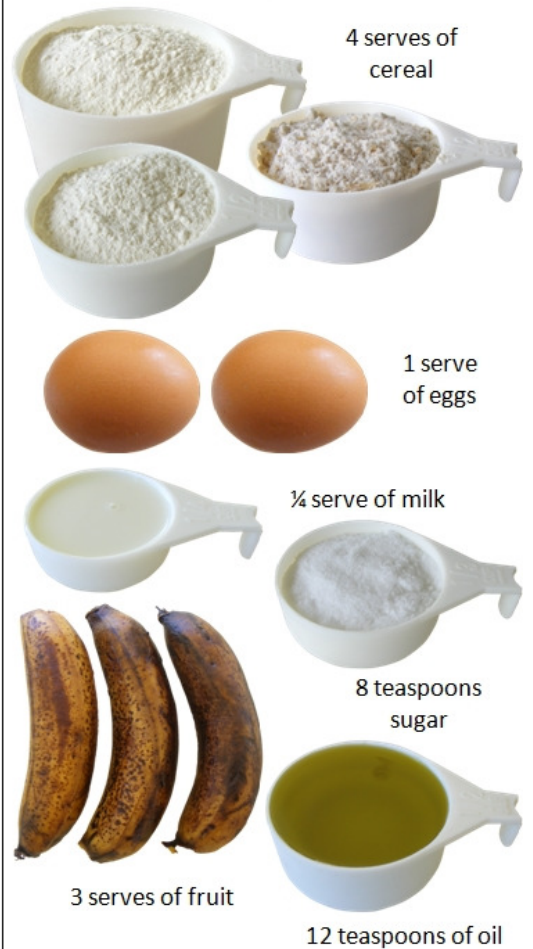 4 serves of
cereal
1 serve
of eggs
¼ serve of milk
8 teaspoons
sugar
3 serves of fruit
12 teaspoons of oil